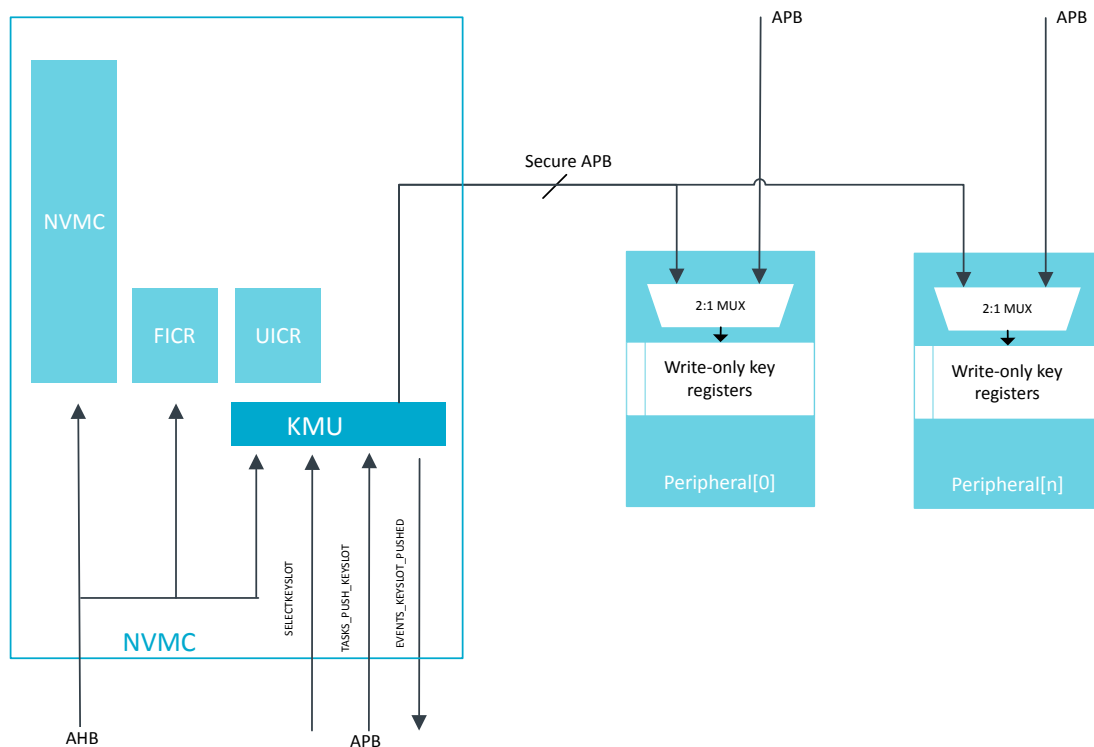 APB
APB
Secure APB
NVMC
FICR
UICR
KMU
2:1 MUX
Write-only key
registers
Peripheral[0]
2:1 MUX
Write-only key
registers
Peripheral[n]
SELECTKEYSLOT
TASKS_PUSH_KEYSLOT
EVENTS_KEYSLOT_PUSHED
NVMC
AHB
APB